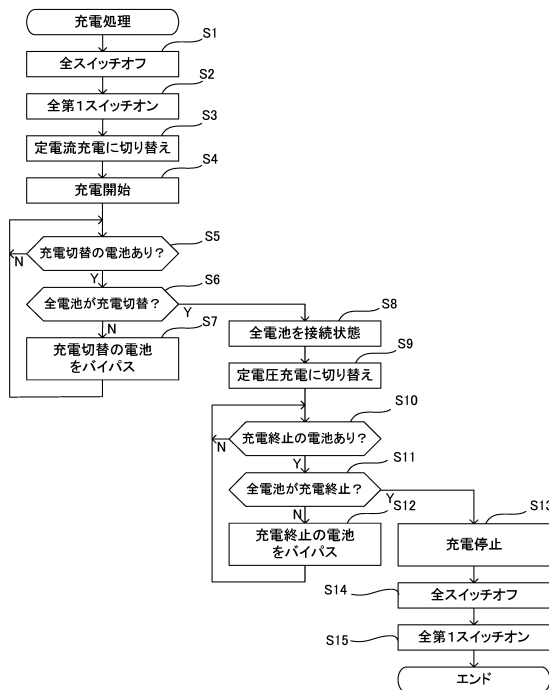 充電処理
S1
全スイッチオフ
S2
全第1スイッチオン
S3
定電流充電に切り替え
S4
充電開始
S5
充電切替の電池あり?
N
Y
S6
全電池が充電切替?
Y
N
S7
充電切替の電池
をバイパス
S8
全電池を接続状態
S9
定電圧充電に切り替え
S10
充電終止の電池あり?
N
Y
S11
全電池が充電終止?
Y
N
S12
充電終止の電池
をバイパス
S13
充電停止
S14
全スイッチオフ
S15
全第1スイッチオン
エンド